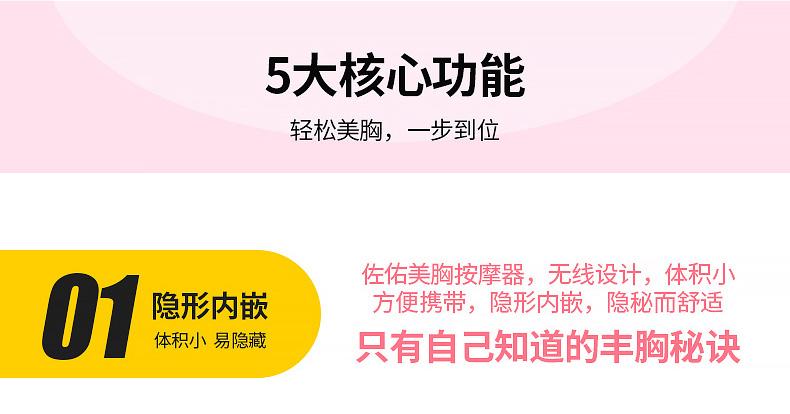 5大核心功能
轻松美胸，一步到位
01
隐形内嵌
体积小 易隐藏
佐佑美胸按摩器，无线设计，体积小
方便携带，隐形内嵌，隐秘而舒适
只有自己知道的丰胸秘诀